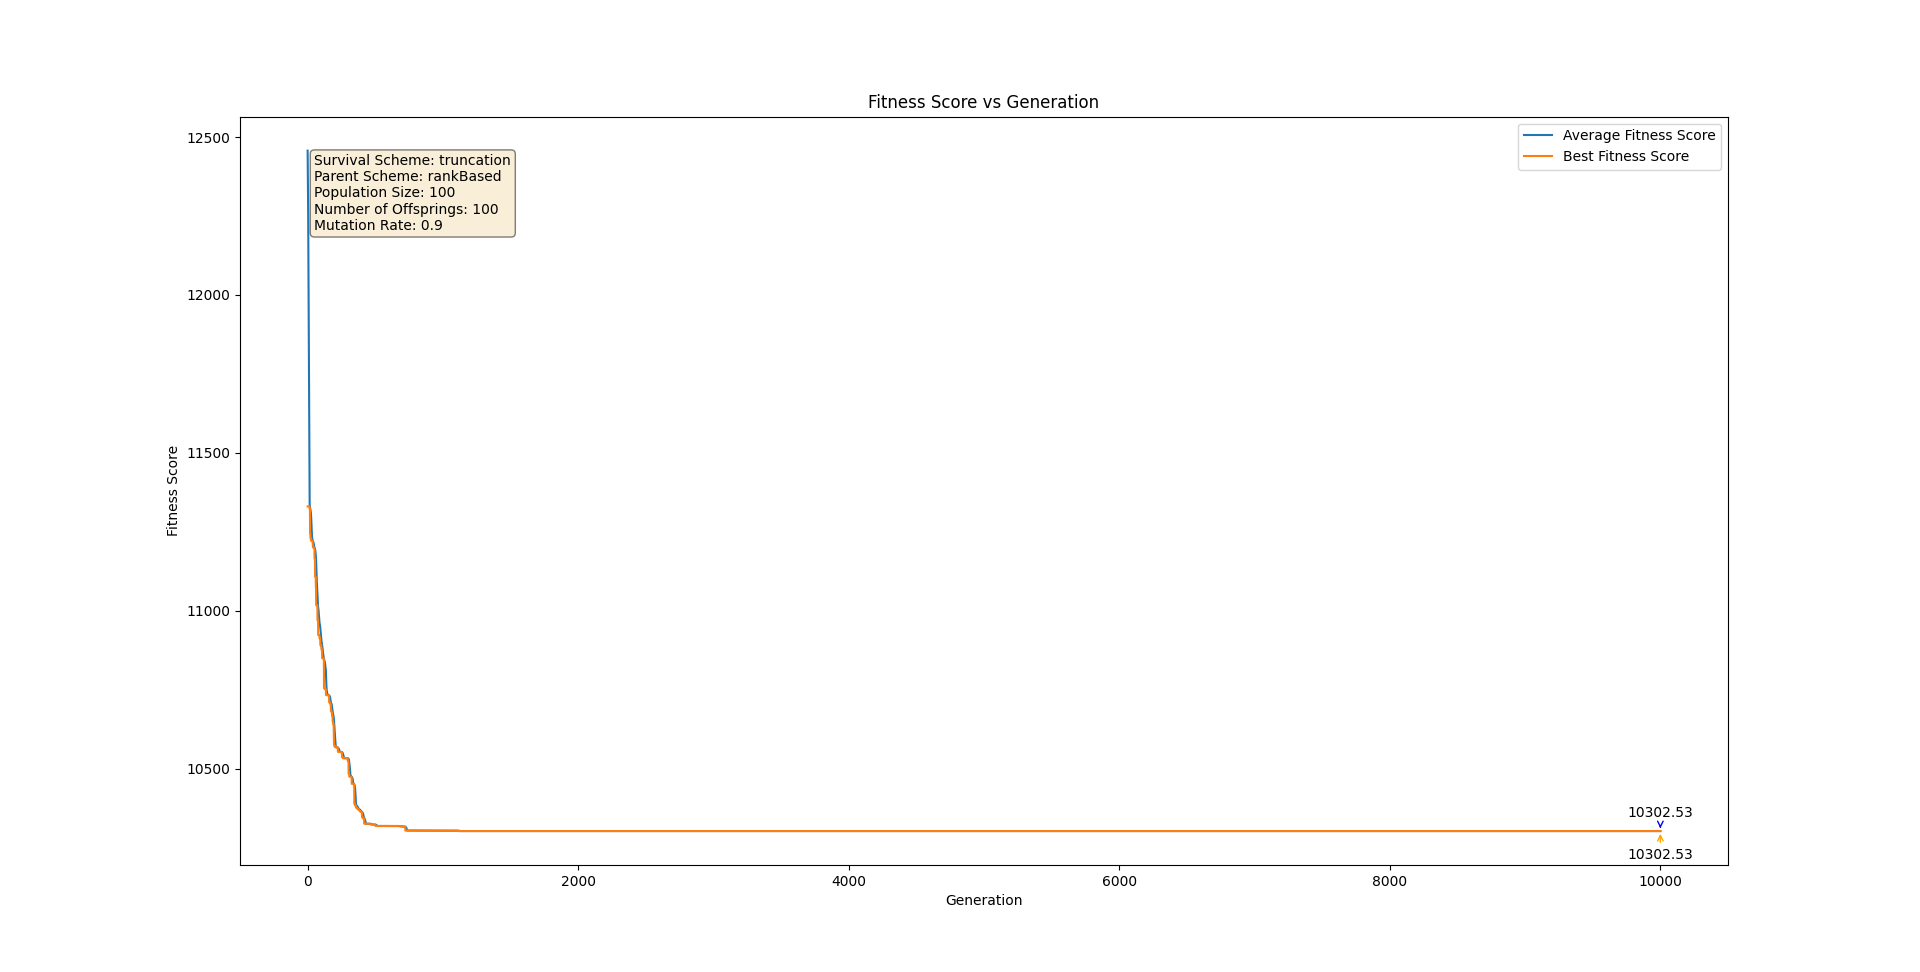 Fitness Score vs Generation
12500
12000
11500
11000
10500
Fitness Score
Survival Scheme: truncation
Parent Scheme: rankBased
Population Size: 100
Number of Offsprings: 100
Mutation Rate: 0.9
Average Fitness Score
Best Fitness Score
10302.53
10302.53
0
2000
4000
6000
8000
10000
Generation